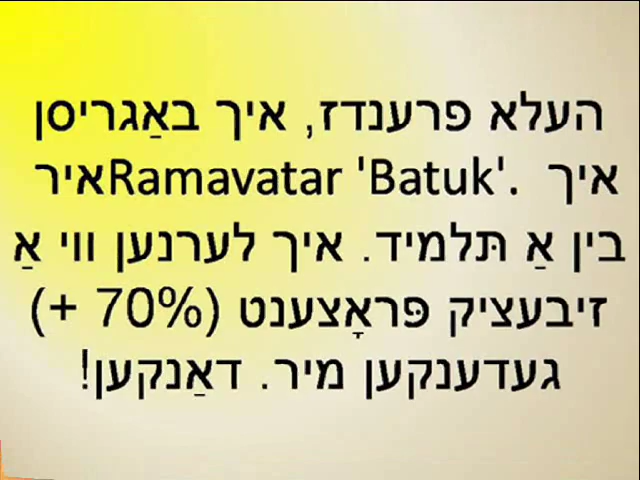 העלא פרענדז, איך באַגריסן
איר Ramavatar 'Batuk'. איך
בין אַ תּלמיד. איך לערנען ווי אַ
זיבעציק פּראָצענט (70% +)
געדענקען מיר. דאַנקען!